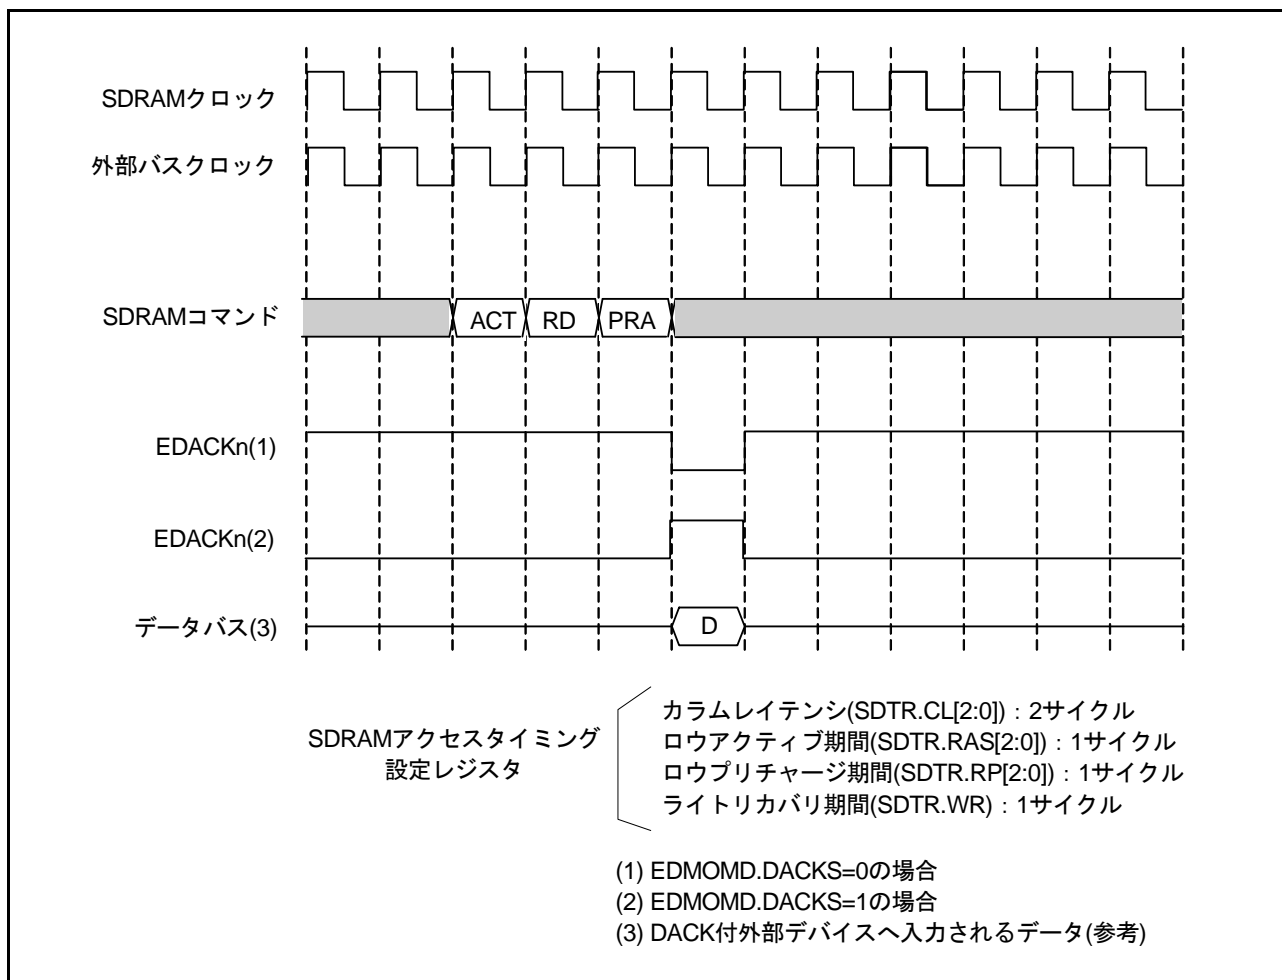 SDRAMクロック
外部バスクロック
SDRAMコマンド
ACT RD PRA
EDACKn(1)
EDACKn(2)
データバス(3)
D
SDRAMアクセスタイミング
設定レジスタ
カラムレイテンシ(SDTR.CL[2:0])：2サイクル
ロウアクティブ期間(SDTR.RAS[2:0])：1サイクル
ロウプリチャージ期間(SDTR.RP[2:0])：1サイクル
ライトリカバリ期間(SDTR.WR)：1サイクル
(1) EDMOMD.DACKS=0の場合
(2) EDMOMD.DACKS=1の場合
(3) DACK付外部デバイスへ入力されるデータ(参考)